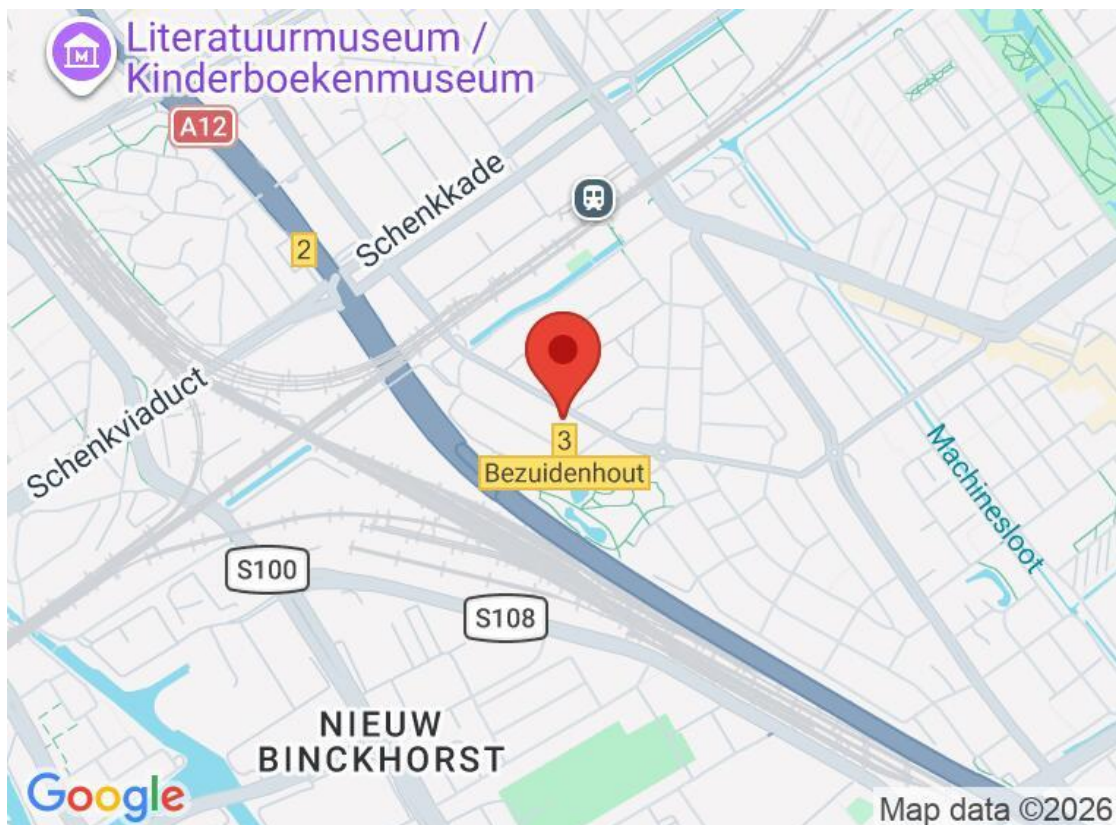 Literatuurmuseum /
Kinderboekenmuseum
A12
Schenkkade
2
Schenkviaduct
3
Bezuidenhout
Machinesloot
S100
S108
NIEUW
BINCKHORST
Google
Map data ©2026